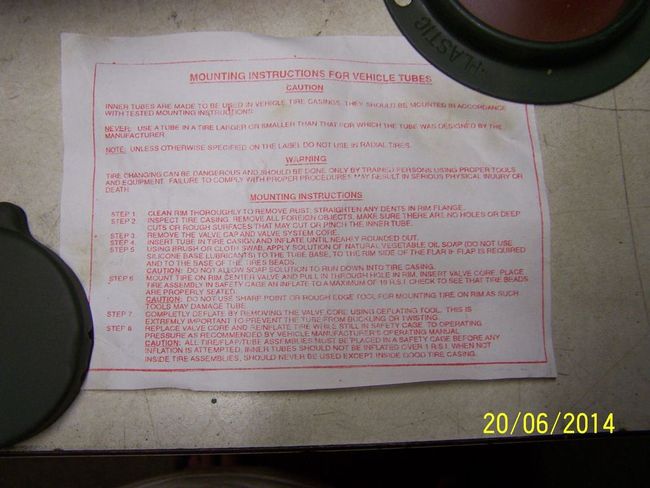 PLASTIC
MOUNTING INSTRUCTIONS FOR VEHICLE TUBES
CAUTION
INNER TUBES ARE MADE TO BE USED IN VEHICLE TIRE CASINGS. THEY SHOULD BE MOUNTED IN ACCORDANCE
WITH TESTED MOUNTING INSTRUCTIONS
NEVER: USE A TUBE IN A TIRE LARGER OR SMALLER THAN THAT FOR WHICH THE TUBE WAS DESIGNED BY THE
MANUFACTURER
NOTE: UNLESS OTHERWISE SPECIFIED ON THE LABEL DO NOT USE IN RADIAL TIRES.
WARNING
TIRE CHANGING CAN BE DANGEROUS AND SHOULD BE DONE ONLY BY TRAINED PERSONS USING PROPER TOOLS
AND EQUIPMENT. FAILURE TO COMPLY WITH PROPER PROCEDURES MAY RESULT IN SERIOUS PHYSICAL INJURY OR
DEATH
MOUNTING INSTRUCTIONS
STEP 1. CLEAN RIM THOROUGHLY TO REMOVE RUST; STRAIGHTEN ANY DENTS IN RIM FLANGE.
STEP 2. INSPECT TIRE CASING. REMOVE ALL FOREIGN OBJECTS. MAKE SURE THERE ARE NO HOLES OR DEEP
CUTS OR ROUGH SURFACES THAT MAY CUT OR PINCH THE INNER TUBE.
STEP 3. REMOVE THE VALVE CAP AND VALVE SYSTEM CORE.
STEP 4. INSERT TUBE IN TIRE CASIGN AND INFLATE UNTIL NEARLY ROUNDED OUT.
STEP 5. USING BRUSH OR CLOTH SWAB, APPLY SOLUTION OF NATURAL VEGETABLE OIL SOAP (DO NOT USE
SILICONE BASE LUBRICANTS) TO THE TUBE BASE, TO THE RIM SIDE OF THE FLAP IF FLAP IS REQUIRED
AND TO THE BASE OF THE TIRES BEADS.
CAUTION: DO NOT ALLOW SOAP SOLUTION TO RUN DOWN INTO TIRE CASING.
STEP 6 MOUNT TIRE ON RIM CENTER VALVE AND PULL IN THROUGH HOLE IN RIM, INSERT VALVE CORE. PLACE
TIRE ASSEMBLY IN SAFETY CAGE AN INFLATE TO A MAXIMUM OF 10 R.S.I. CHECK TO SEE THAT TIRE BEADS
ARE PROPERLY SEATED.
CAUTION: DO NOT USE SHARP POINT OR ROUGH EDGE TOOL FOR MOUNTING TIRE ON RIM AS SUCH
TOOLS MAY DAMAGE TUBE.
STEP 7 COMPLETLY DEFLATE BY REMOVING THE VALVE CORE USING DEFLATING TOOL. THIS IS
EXTREMLY IMPORTANT TO PREVENT THE TUBE FROM BUCKLING OR TWISTING.
STEP 8 REPLACE VALVE CORE AND REINFLATE TIRE WHILE STILL IN SAFETY CAGE TO OPERATING
PRESSURE AS RECOMMENDED BY VEHICLE MANUFACTURER'S OPERATING MANUAL.
CAUTION: ALL TIRE/FLAP/TUBE ASSEMBLIES MUST BE PLACED IN A SAFETY CAGE BEFORE ANY
INFLATION IS ATTEMPTED, INNER TUBES SHOULD NOT BE INFLATED OVER 1 R.S.I. WHEN NOT
INSIDE TIRE ASSEMBLIES, SHOULD NEVER BE USED EXCEPT INSIDE GOOD TIRE CASING.
20/06/2014